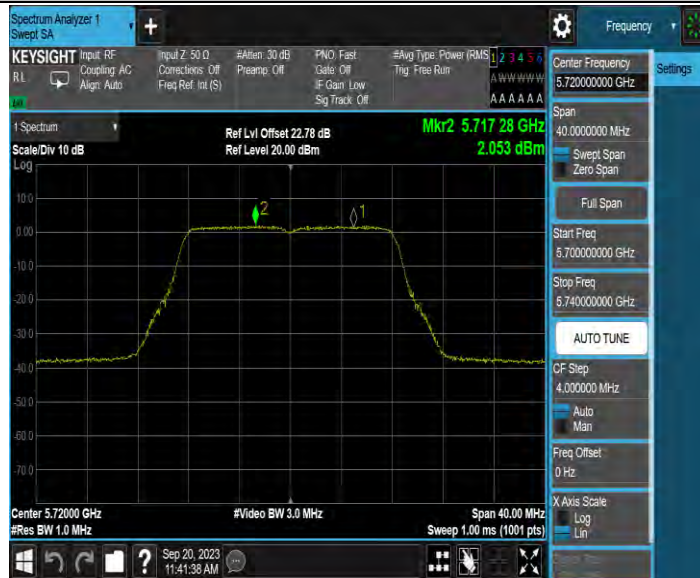 Spectrum Analyzer 1
Swept SA
+
Frequency
KEYSIGHT
RL
Input: RF
Coupling: AC
Align: Auto
Input Z: 50 Ω
Corrections: Off
Freq Ref: Int (S)
#Atten: 30 dB
Preamp: Off
PNO: Fast
Gate: Off
IF Gain: Low
Sig Track: Off
#Avg Type: Power (RMS
Trig: Free Run
1 2 3 4 5 6
A W W W W W
A A A A A A
1 Spectrum
Scale/Div 10 dB
Ref Lvl Offset 22.78 dB
Ref Level 20.00 dBm
Mkr2 5.717 28 GHz
2.053 dBm
Log
10.0
0.00
-10.0
-20.0
-30.0
-40.0
-50.0
-60.0
-70.0
2
1
Center 5.72000 GHz
#Res BW 1.0 MHz
#Video BW 3.0 MHz
Span 40.00 MHz
Sweep 1.00 ms (1001 pts)
Center Frequency
5.720000000 GHz
Settings
Span
40.0000000 MHz
Swept Span
Zero Span
Full Span
Start Freq
5.700000000 GHz
Stop Freq
5.740000000 GHz
AUTO TUNE
CF Step
4.000000 MHz
Auto
Man
Freq Offset
0 Hz
X Axis Scale
Log
Lin
?
Sep 20, 2023
11:41:38 AM